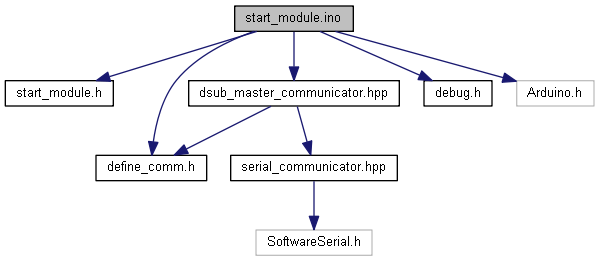 start_module.ino
start_module.h
dsub_master_communicator.hpp
debug.h
Arduino.h
define_comm.h
serial_communicator.hpp
SoftwareSerial.h